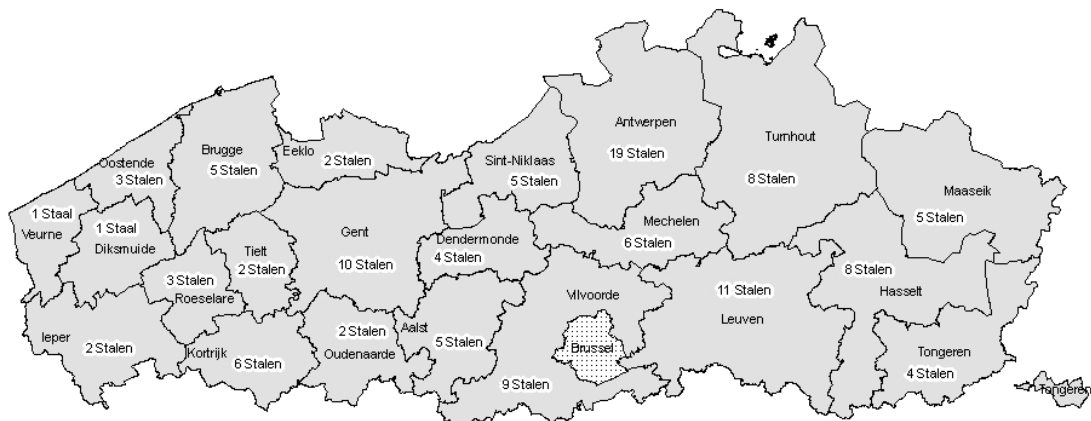 Oostende
3 Stalen
Brugge
5 Stalen
Eeklo
2 Stalen
Sint-Niklaas
5 Stalen
Antwerpen
19 Stalen
Turnhout
8 Stalen
Maaseik
5 Stalen
1 Staal
Veurne
1 Staal
Diksmuide
Tielt
2 Stalen
Gent
10 Stalen
Dendermonde
4 Stalen
Mechelen
6 Stalen
3 Stalen
Roeselare
Vilvoorde
11 Stalen
Leuven
8 Stalen
Hasselt
Ieper
2 Stalen
Kortrijk
6 Stalen
2 Stalen
Oudenaarde
Aalst
5 Stalen
Brussel
9 Stalen
Tongeren
4 Stalen
Tongeren